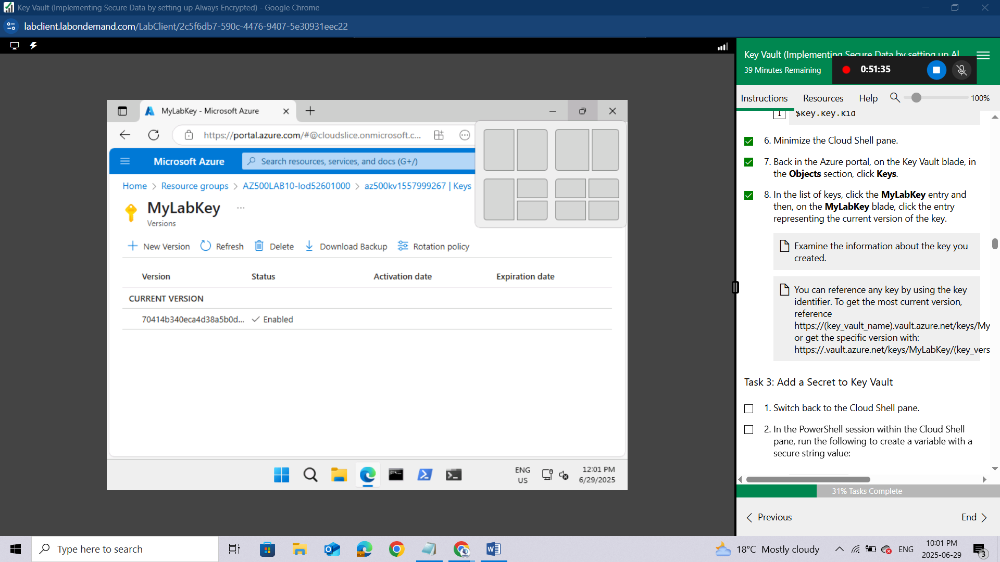 Key Vault (Implementing Secure Data by setting up Always Encrypted) - Google Chrome
labclient.labondemand.com/LabClient/2c5f6db7-590c-4476-9407-5e30931eec22
MyLabKey - Microsoft Azure
https://portal.azure.com/#@cloudslice.onmicrosoft.c...
Microsoft Azure
Search resources, services, and docs (G+/)
Home > Resource groups > AZ500LAB10-lod52601000 > az500kv1557999267 | Keys
MyLabKey ...
Versions
New Version Refresh Delete Download Backup Rotation policy
Version Status Activation date Expiration date
CURRENT VERSION
70414b340eca4d38a5b0d... Enabled
ENG
US
12:01 PM
6/29/2025
Key Vault (Implementing Secure Data by setting up Al
39 Minutes Remaining
0:51:35
Instructions Resources Help 100%
$key.key.kid
6. Minimize the Cloud Shell pane.
7. Back in the Azure portal, on the Key Vault blade, in
the Objects section, click Keys.
8. In the list of keys, click the MyLabKey entry and
then, on the MyLabKey blade, click the entry
representing the current version of the key.
Examine the information about the key you
created.
You can reference any key by using the key
identifier. To get the most current version,
reference
https://(key_vault_name).vault.azure.net/keys/My
or get the specific version with:
https://.vault.azure.net/keys/MyLabKey/(key_vers
Task 3: Add a Secret to Key Vault
1. Switch back to the Cloud Shell pane.
2. In the PowerShell session within the Cloud Shell
pane, run the following to create a variable with a
secure string value:
31% Tasks Complete
Previous End
Type here to search
18°C Mostly cloudy
ENG
10:01 PM
2025-06-29
3